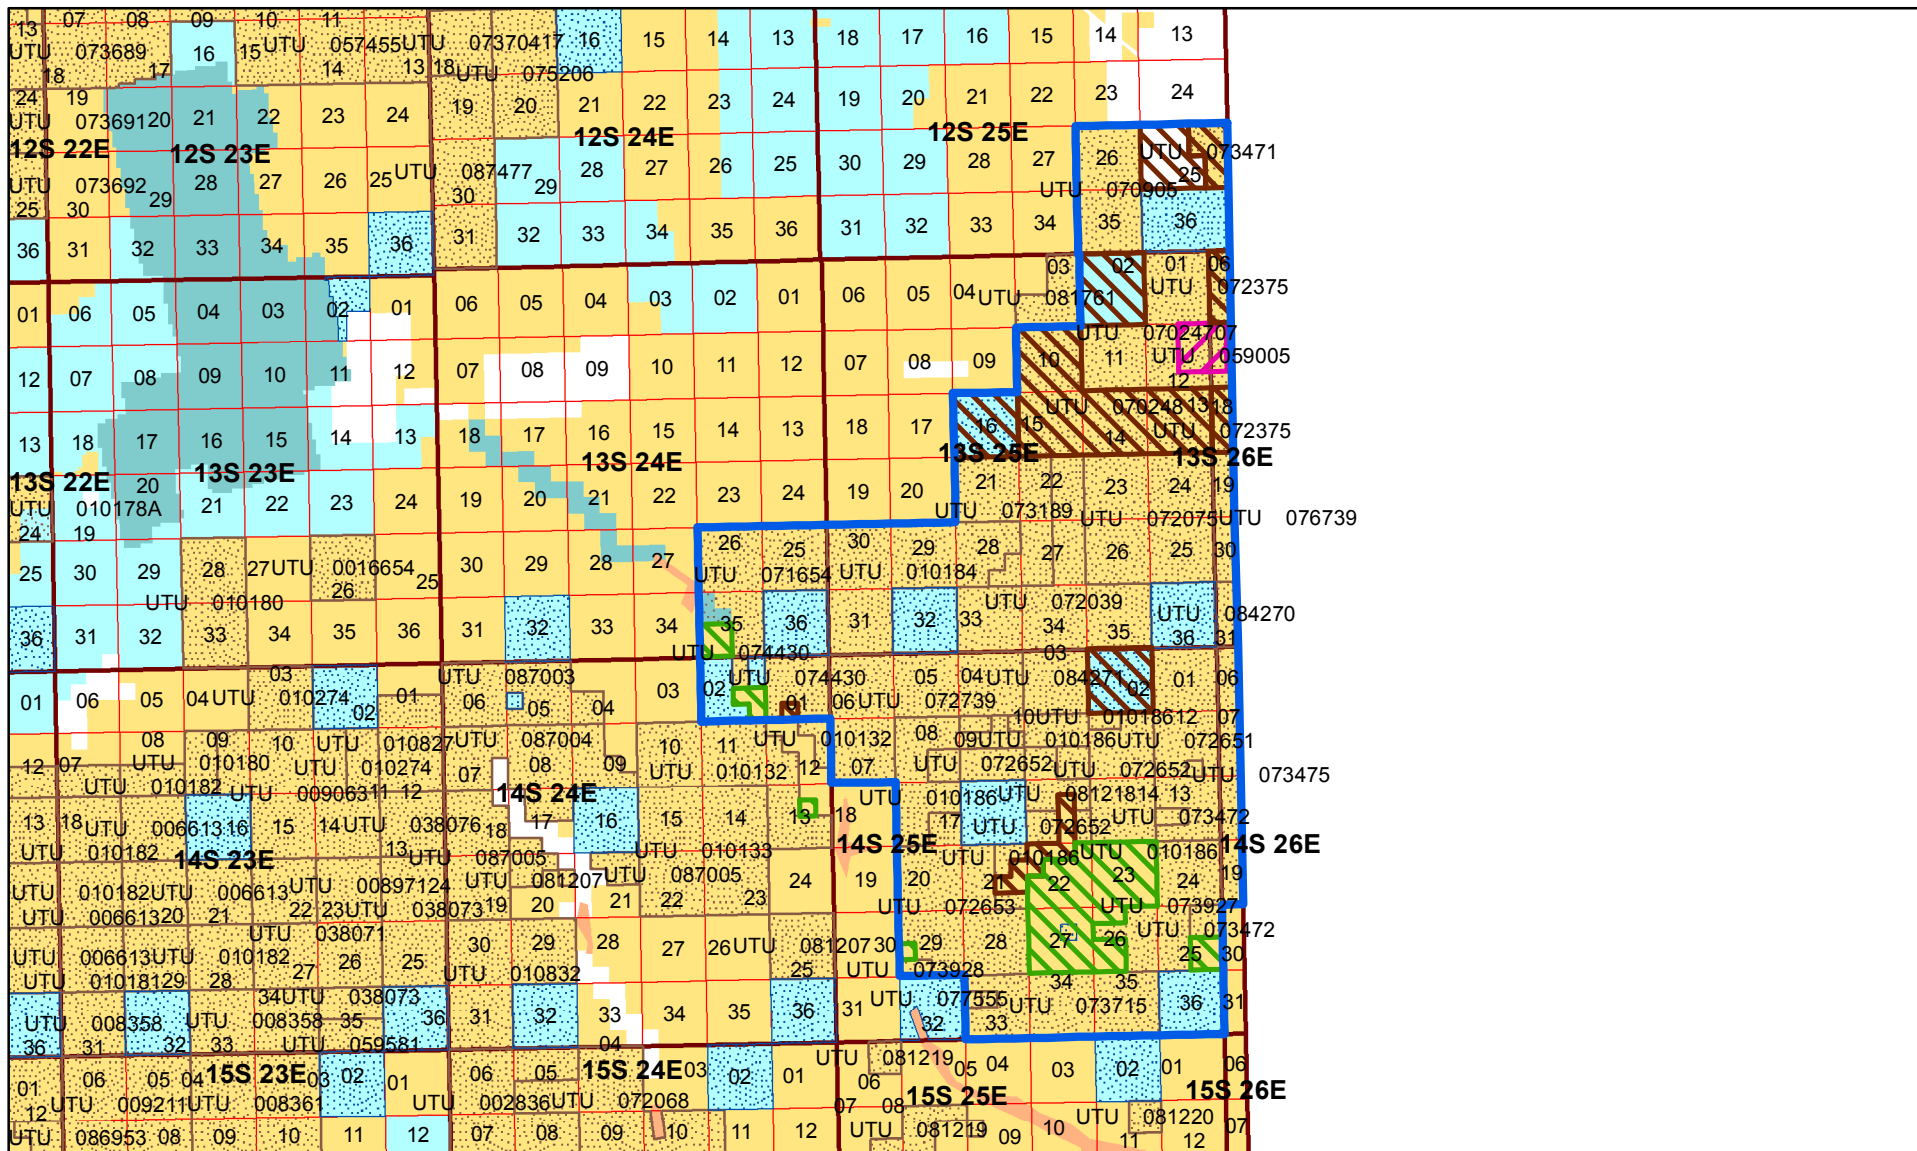 13 07 08 09 10 11
UTU 073689 16 15 UTU 057455 UTU 073704 17 16 15 14 13 18 17 16 15 14 13
18 17 14 13 18 UTU 075206
24 19 19 20 21 22 23 24 19 20 21 22 23 24
UTU 073691 20 21 22 23 24
12S 22E 12S 23E 12S 24E 12S 25E
26 UTU 073471
UTU 073692 29 28 27 26 25 UTU 087477 29 28 27 26 25 30 29 28 27 25
25 30 30 UTU 070905
36 31 32 33 34 35 36 31 32 33 34 35 36 31 32 33 34 35 36
03 02 01 06
01 06 05 04 03 02 01 06 05 04 03 02 01 06 05 04 UTU 081761 UTU 072375
UTU 070247 07
12 07 08 09 10 11 12 07 08 09 10 11 12 07 08 09 10 11 UTU 059005
12
13 18 17 16 15 14 13 18 17 16 15 14 13 18 17 16 15 UTU 070248 13 18
14 UTU 072375
13S 22E 13S 23E 13S 24E 13S 25E 13S 26E
20 21 22 23 24 19
UTU 010178A 21 22 23 24 19 20 21 22 23 24 19 20 UTU 073189 UTU 072075 UTU 076739
24 19
25 30 29 28 27 UTU 0016654 25 30 29 28 27 26 25 30 29 28 27 26 25 30
26 UTU 071654 UTU 010184
UTU 010180 UTU 072039 UTU 084270
36 31 32 33 34 35 36 31 32 33 34 35 36 31 32 33 34 35 36 31
UTU 074430
03 UTU 087003 UTU 074430 05 04 UTU 084271 03
01 06 05 04 UTU 010274 02 01 06 05 04 03 02 01 06 UTU 072739 02 01 06
10 UTU 010186 12 07
08 09 10 UTU 010827 UTU 087004 10 11 UTU 010132 08 09 UTU 010186 UTU 072651
12 07 UTU 010180 UTU 010274 07 08 09 UTU 010132 12 07 UTU 072652 UTU 072652 UTU 073475
UTU 010182 UTU 009063 11 12 14S 24E UTU 010186 UTU 081218 14 13
13 18 UTU 006613 16 15 14 UTU 038076 18 17 16 15 14 13 18 17 UTU 072652 UTU 073472
UTU 010182 14S 23E 13 UTU 087005 UTU 010133 14S 25E UTU 010186 UTU 010186 14S 26E
UTU 010182 UTU 006613 UTU 008971 24 UTU 081207 UTU 087005 24 19 20 21 22 23 24 19
UTU 006613 20 21 22 23 UTU 038073 19 20 21 22 23 UTU 072653 UTU 073927
UTU 038071 UTU 073472
UTU 006613 UTU 010182 27 26 25 30 29 28 27 26 UTU 081207 30 29 28 27 26 25 30
UTU 010181 29 28 UTU 010832 25 UTU 073928
34 UTU 038073 UTU 077555 UTU 073715 34 35
UTU 008358 UTU 008358 35 36 31 32 33 34 35 36 31 32 33 36 31
36 31 32 33 UTU 059581 04
15S 23E 15S 24E 15S 25E 15S 26E
01 06 05 04 03 02 01 06 05 03 02 01 UTU 081219 06 05 04 03 02 01 06
12 UTU 009211 UTU 008361 UTU 002836 UTU 072068 07 08 UTU 081220
UTU 086953 08 09 10 11 12 07 08 09 10 11 12 UTU 081219 09 10 11 12 07